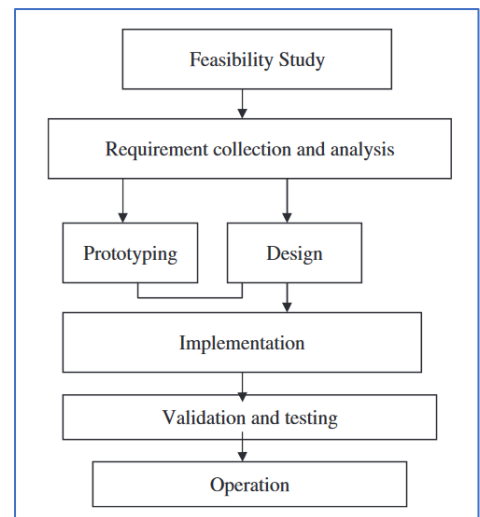 Feasibility Study
Requirement collection and analysis
Prototyping
Design
Implementation
Validation and testing
Operation